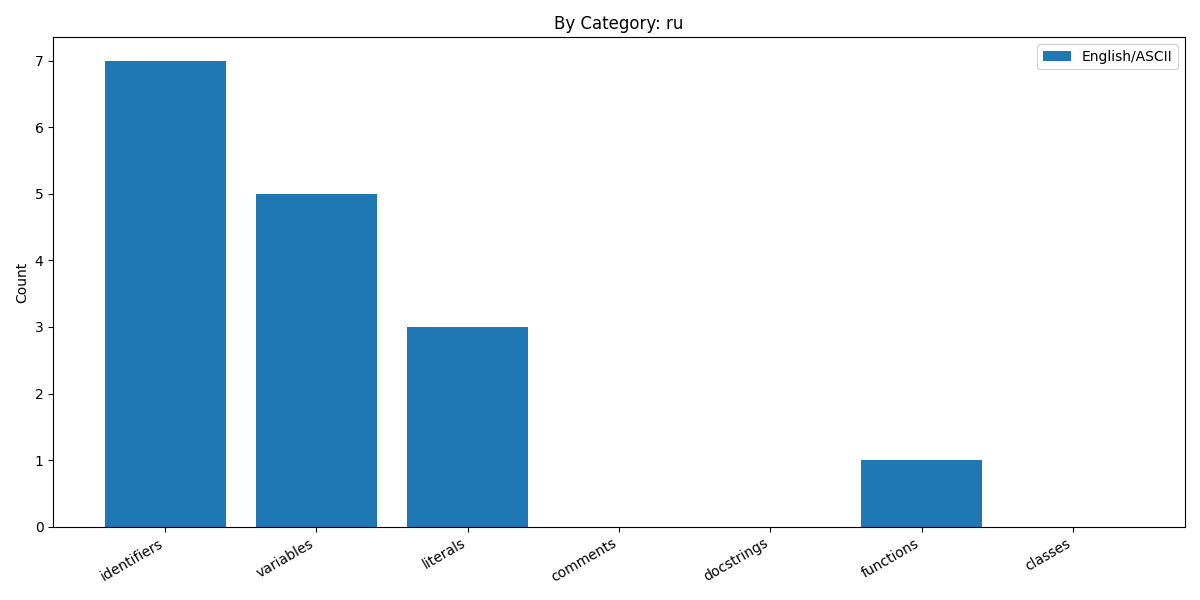 By Category: ru
English/ASCII
Count
7
6
5
4
3
2
1
0
identifiers
variables
literals
comments
docstrings
functions
classes